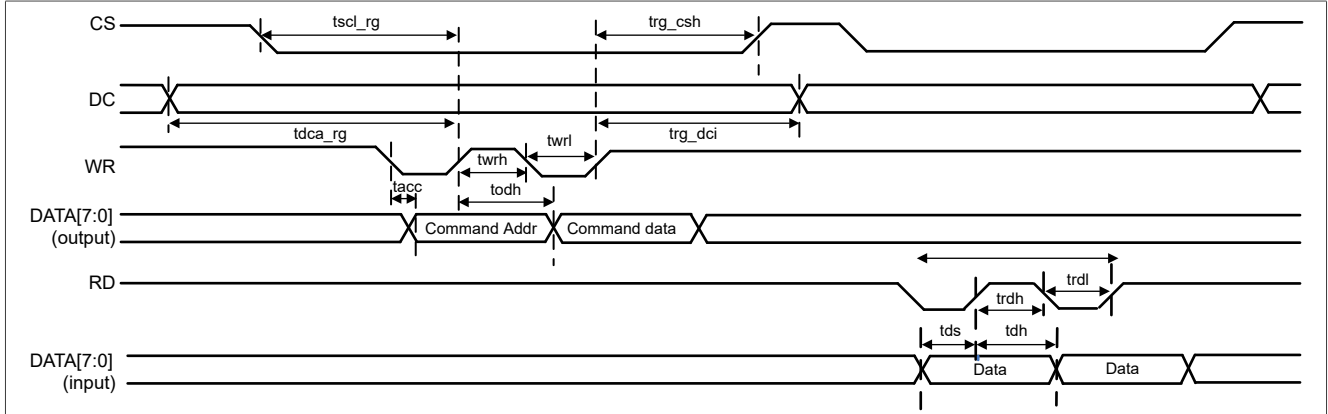 CS
tscl_rg
trg_csh
DC
tdca_rg
trg_dci
WR
twrh
twrl
tacc
todh
DATA[7:0]
(output)
Command Addr
Command data
RD
trdh
trdl
tds
tdh
DATA[7:0]
(input)
Data
Data